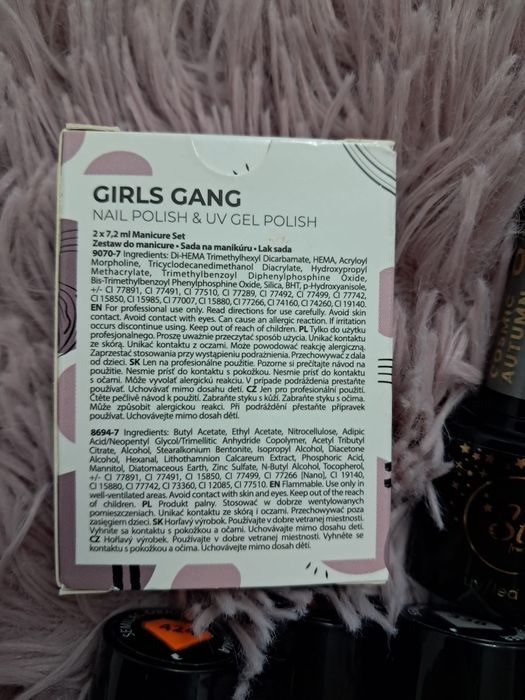 GIRLS GANG
NAIL POLISH & UV GEL POLISH
2 x 7,2 ml Manicure Set
Zestaw do manicure • Sada na manikúru • Lak sada
9070-7 Ingredients: Di-HEMA Trimethylhexyl Dicarbamate, HEMA, Acryloyl
Morpholine, Tricyclodecanedimethanol Diacrylate, Hydroxypropyl
Methacrylate, Trimethylbenzoyl Diphenylphosphine Oxide,
Bis-Trimethylbenzoyl Phenylphosphine Oxide, Silica, BHT, p-Hydroxyanisole,
+/- CI 77891, CI 77491, CI 77510, CI 77289, CI 77492, CI 77499, CI 77742,
CI 15850, CI 15985, CI 77007, CI 15880, CI 77266, CI 74160, CI 74260, CI 19140.
EN For professional use only. Read directions for use carefully. Avoid skin
contact. Avoid contact with eyes. Can cause an allergic reaction. If irritation
occurs discontinue using. Keep out of reach of children. PL Tylko do użytku
profesjonalnego. Proszę uważnie przeczytać sposób użycia. Unikać kontaktu
ze skórą. Unikać kontaktu z oczami. Może powodować reakcję alergiczną.
Zaprzestać stosowania przy wystąpieniu podrażnienia. Przechowywać z dala
od dzieci. SK Len na profesionálne použitie. Pozorne si prečítajte návod na
použitie. Nesmie prísť do kontaktu s pokožkou. Nesmie prísť do kontaktu
s očami. Môže vyvolať alergickú reakciu. V prípade podráždenia prestaňte
používať. Uchovávať mimo dosahu detí. CZ Jen pro profesionální použití.
Čtěte pečlivě návod k použití. Zabraňte styku s kůží. Zabraňte styku s očima.
Může způsobit alergickou reakci. Při podráždění přestaňte přípravek
používat. Uchovávejte mimo dosah dětí.
8694-7 Ingredients: Butyl Acetate, Ethyl Acetate, Nitrocellulose, Adipic
Acid/Neopentyl Glycol/Trimellitic Anhydride Copolymer, Acetyl Tributyl
Citrate, Alcohol, Stearalkonium Bentonite, Isopropyl Alcohol, Diacetone
Alcohol, Hexanal, Lithothamnion Calcareum Extract, Phosphoric Acid,
Mannitol, Diatomaceous Earth, Zinc Sulfate, N-Butyl Alcohol, Tocopherol,
+/- CI 77891, CI 77491, CI 15850, CI 77499, CI 77266 [Nano], CI 19140,
CI 15880, CI 77742, CI 73360, CI 12085, CI 77510. EN Flammable. Use only in
well-ventilated areas. Avoid contact with skin and eyes. Keep out of the reach
of children. PL Produkt palny. Stosować w dobrze wentylowanych
pomieszczeniach. Unikać kontaktu ze skórą i oczami. Przechowywać poza
zasięgiem dzieci. SK Horľavý výrobok. Používajte v dobre vetranej miestnosti.
Vyhnite sa kontaktu s pokožkou a očami. Uchovávajte mimo dosahu detí.
CZ Hořlavý výrobek. Používejte v dobře větrané místnosti. Vyhněte se
kontaktu s pokožkou a očima. Uchovávejte mimo dosah dětí.
COSMIC
AUTUMN